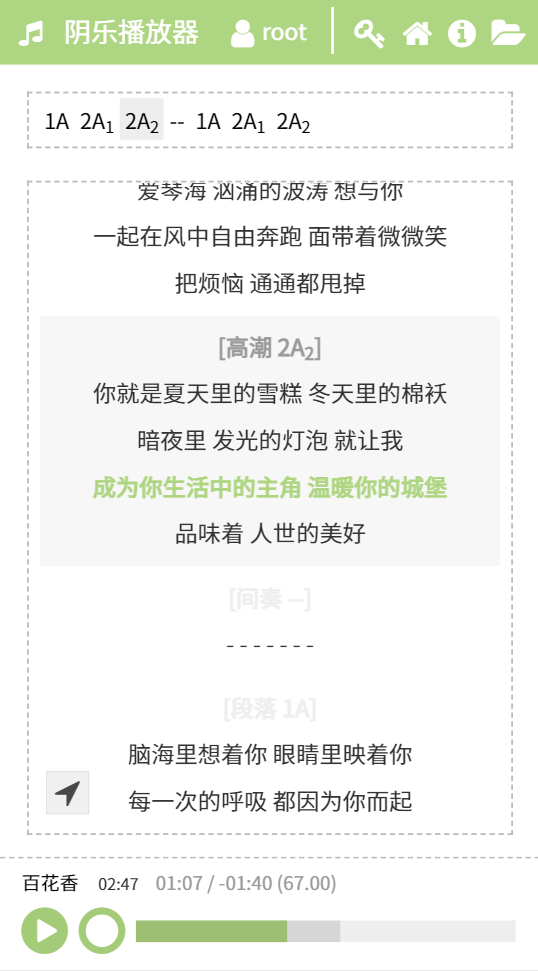 阴乐播放器 root
1A 2A₁ 2A₂ -- 1A 2A₁ 2A₂
爱琴海 汹涌的波涛 想与你
一起在风中自由奔跑 面带着微微笑
把烦恼 通通都甩掉
[高潮 2A₂]
你就是夏天里的雪糕 冬天里的棉袄
暗夜里 发光的灯泡 就让我
成为你生活中的主角 温暖你的城堡
品味着 人世的美好
[间奏 --]
- - - - - - -
[段落 1A]
脑海里想着你 眼睛里映着你
每一次的呼吸 都因为你而起
百花香 02:47 01:07 / -01:40 (67.00)